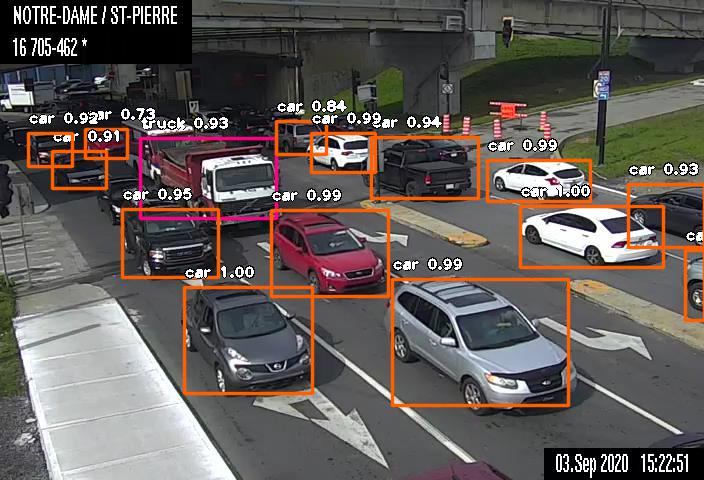 NOTRE-DAME / ST-PIERRE
16 705-462 *
car 0.84
car 0.92
car 0.73
car 0.99
car 0.94
truck 0.93
car 0.91
car 0.99
car 0.93
car 0.95
car 0.99
car 1.00
ca
car 1.00
car 0.99
03.Sep 2020 15:22:51